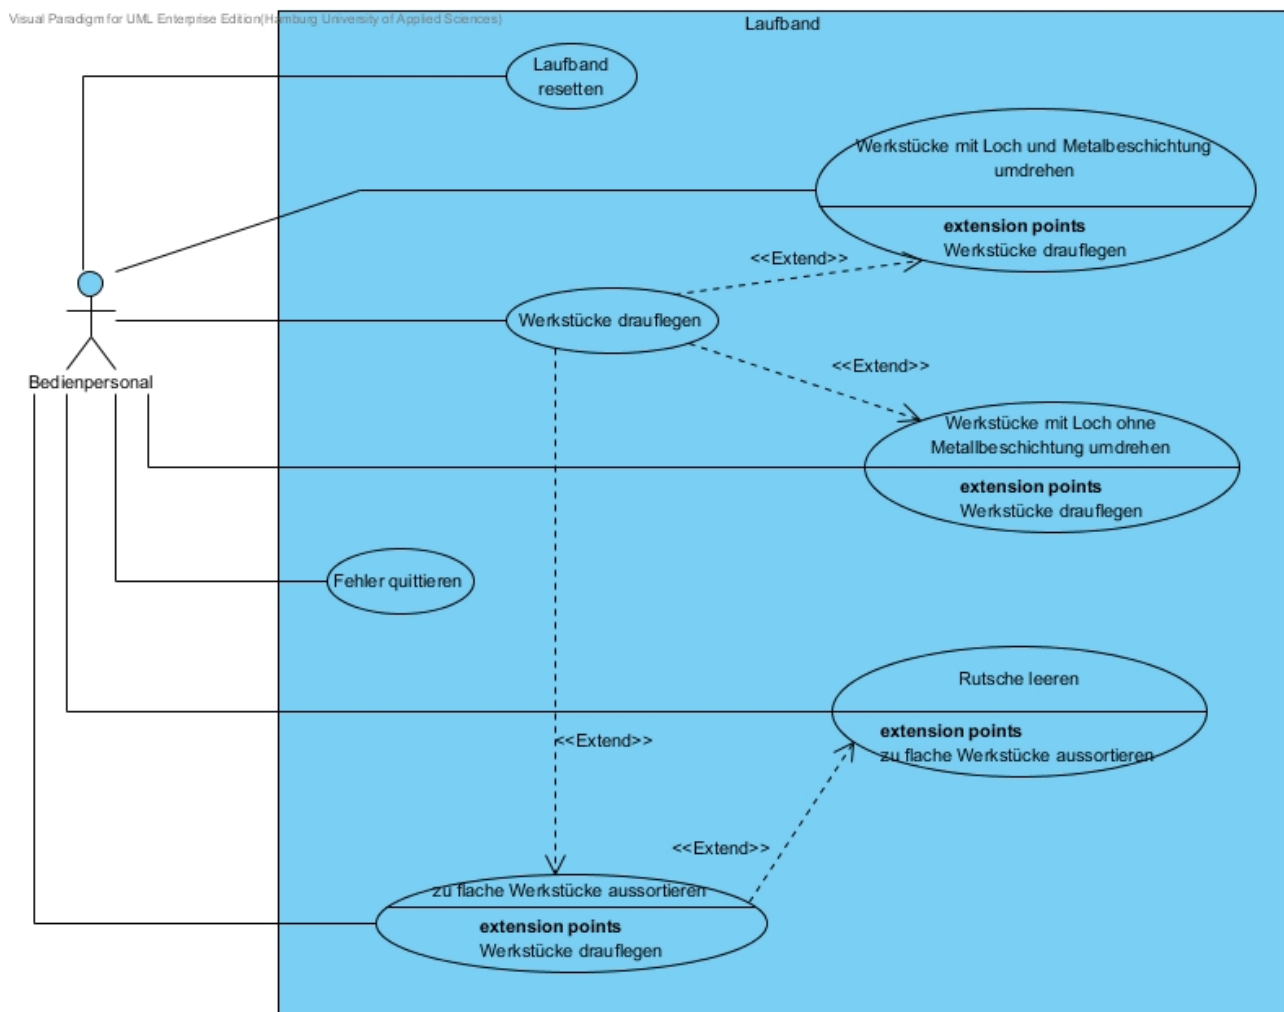 Visual Paradigm for UML Enterprise Edition(Hamburg University of Applied Sciences)
Laufband
Laufband
resetten
Werkstücke mit Loch und Metalbeschichtung
umdrehen
extension points
Werkstücke drauflegen
<<Extend>>
Werkstücke drauflegen
<<Extend>>
Bedienpersonal
Werkstücke mit Loch ohne
Metallbeschichtung umdrehen
extension points
Werkstücke drauflegen
Fehler quittieren
Rutsche leeren
extension points
zu flache Werkstücke aussortieren
<<Extend>>
<<Extend>>
zu flache Werkstücke aussortieren
extension points
Werkstücke drauflegen